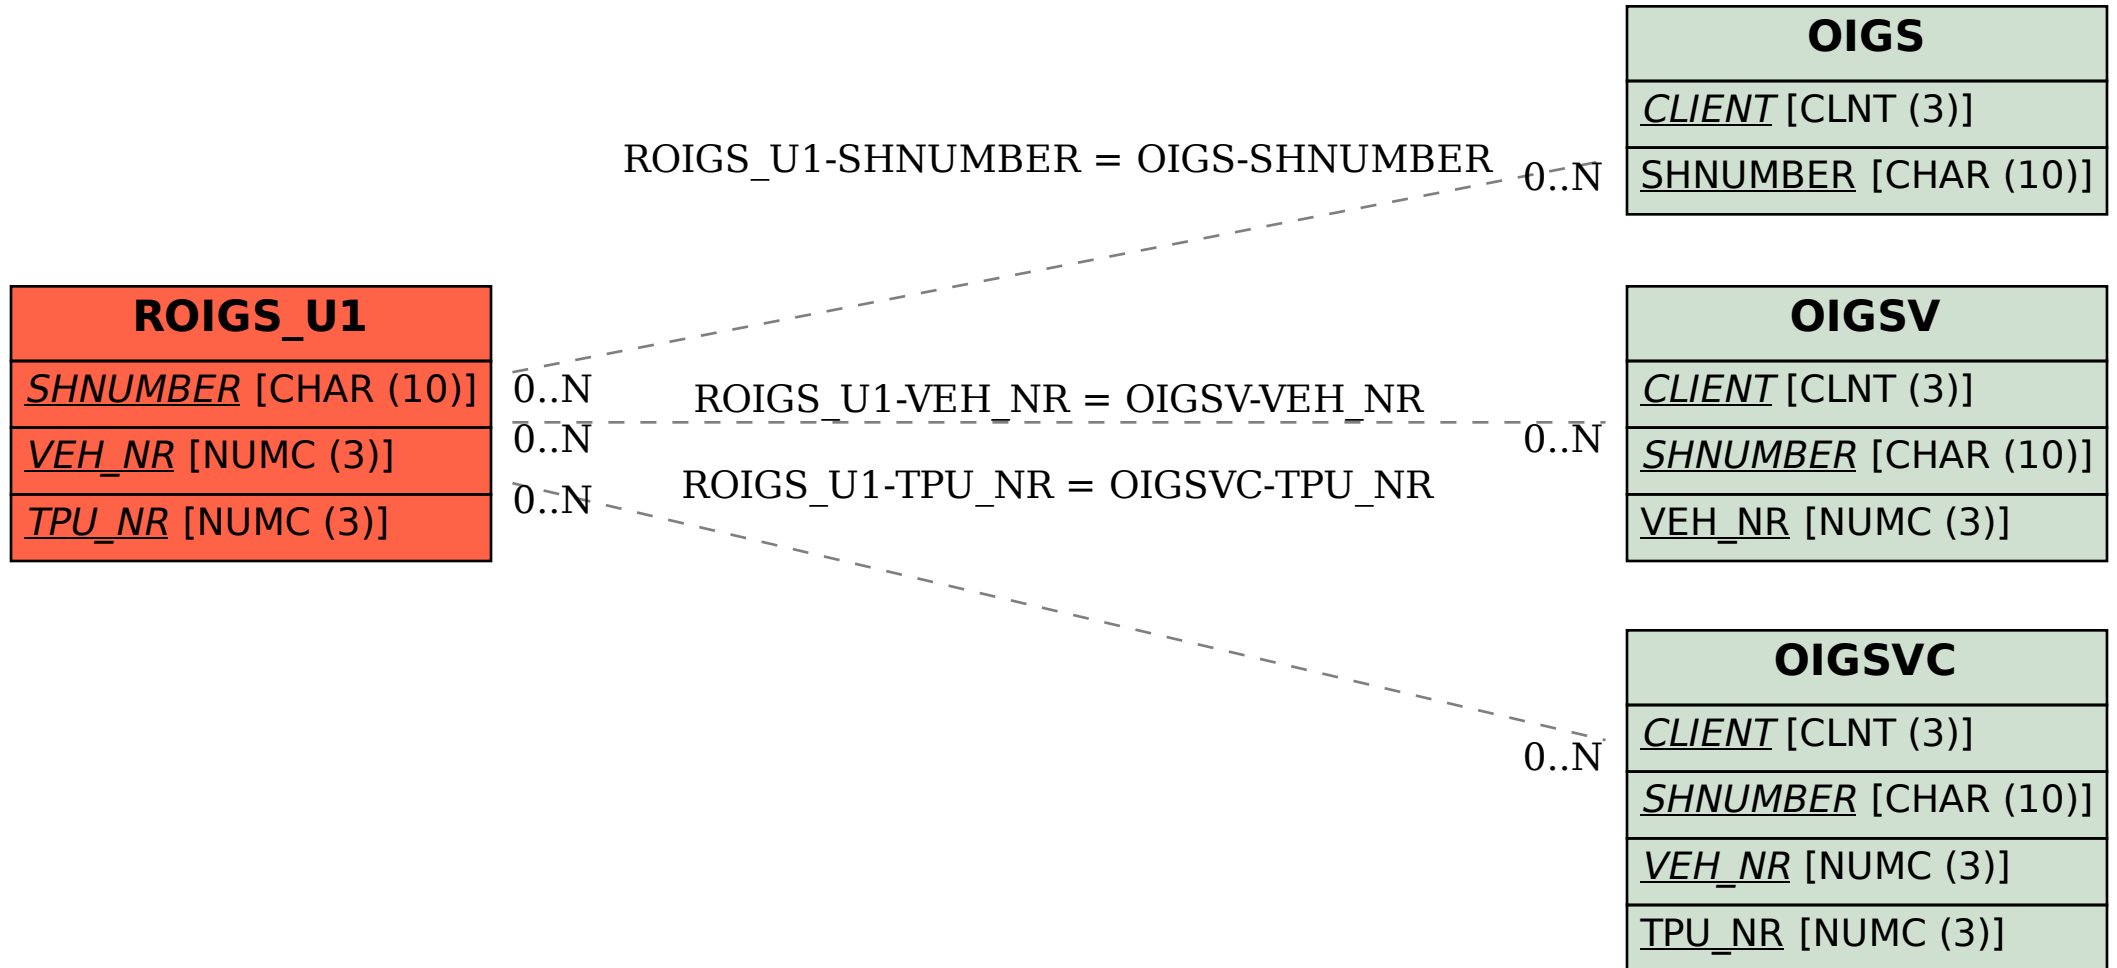 OIGS
CLIENT [CLNT (3)]
SHNUMBER [CHAR (10)]
ROIGS_U1-SHNUMBER = OIGS-SHNUMBER
0..N
ROIGS_U1
SHNUMBER [CHAR (10)]
VEH_NR [NUMC (3)]
TPU_NR [NUMC (3)]
0..N
0..N
0..N
ROIGS_U1-VEH_NR = OIGSV-VEH_NR
0..N
ROIGS_U1-TPU_NR = OIGSVC-TPU_NR
OIGSV
CLIENT [CLNT (3)]
SHNUMBER [CHAR (10)]
VEH_NR [NUMC (3)]
0..N
OIGSVC
CLIENT [CLNT (3)]
SHNUMBER [CHAR (10)]
VEH_NR [NUMC (3)]
TPU_NR [NUMC (3)]